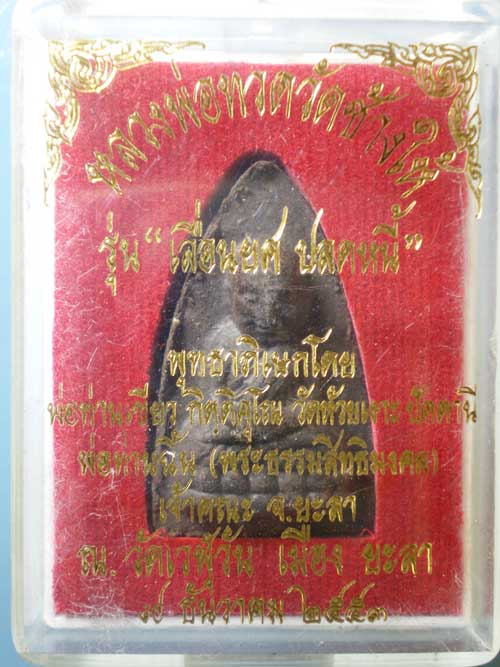 หลวงพ่อทวดวัดช้างให้
รุ่น “เลื่อนยศ ปลดหนี้”
พุทธาภิเษกโดย
พ่อท่านเขียว กิตติคุโณ วัดห้วยเงาะ ปัตตานี
พ่อท่านฉิ้น (พระธรรมสิทธิมงคล)
เจ้าคณะ จ.ยะลา
ณ. วัดเวฬุวัน เมือง ยะลา
ธันวาคม ๒๕๕๓